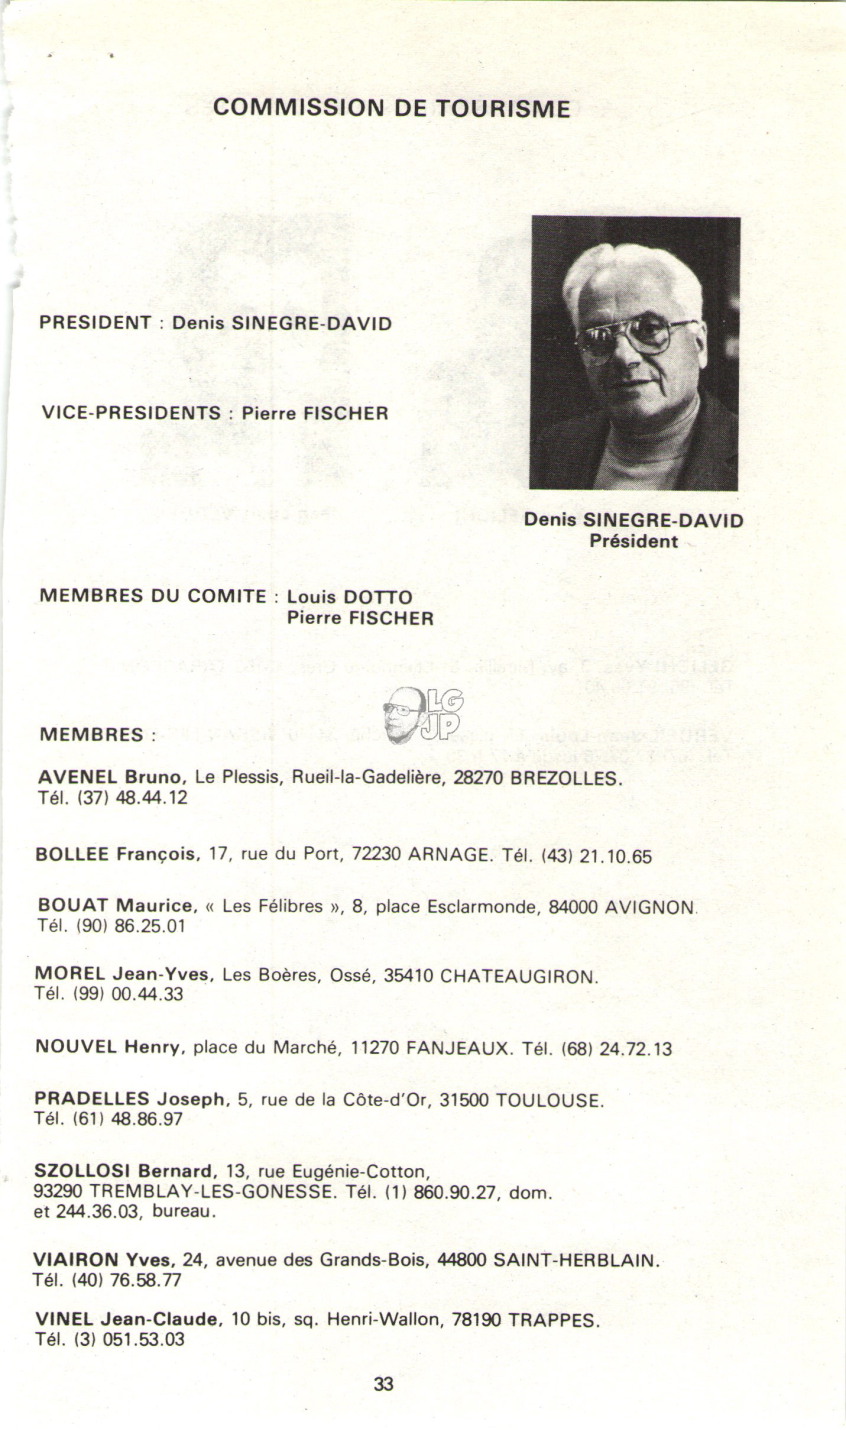 COMMISSION DE TOURISME
PRESIDENT : Denis SINEGRE-DAVID
VICE-PRESIDENTS : Pierre FISCHER
Denis SINEGRE-DAVID
Président
MEMBRES DU COMITE : Louis DOTTO
Pierre FISCHER
LG
JP
MEMBRES :
AVENEL Bruno, Le Plessis, Rueil-la-Gadelière, 28270 BREZOLLES.
Tél. (37) 48.44.12
BOLLEE François, 17, rue du Port, 72230 ARNAGE. Tél. (43) 21.10.65
BOUAT Maurice, « Les Félibres », 8, place Esclarmonde, 84000 AVIGNON.
Tél. (90) 86.25.01
MOREL Jean-Yves, Les Boères, Ossé, 35410 CHATEAUGIRON.
Tél. (99) 00.44.33
NOUVEL Henry, place du Marché, 11270 FANJEAUX. Tél. (68) 24.72.13
PRADELLES Joseph, 5, rue de la Côte-d'Or, 31500 TOULOUSE.
Tél. (61) 48.86.97
SZOLLOSI Bernard, 13, rue Eugénie-Cotton,
93290 TREMBLAY-LES-GONESSE. Tél. (1) 860.90.27, dom.
et 244.36.03, bureau.
VIAIRON Yves, 24, avenue des Grands-Bois, 44800 SAINT-HERBLAIN.
Tél. (40) 76.58.77
VINEL Jean-Claude, 10 bis, sq. Henri-Wallon, 78190 TRAPPES.
Tél. (3) 051.53.03
33